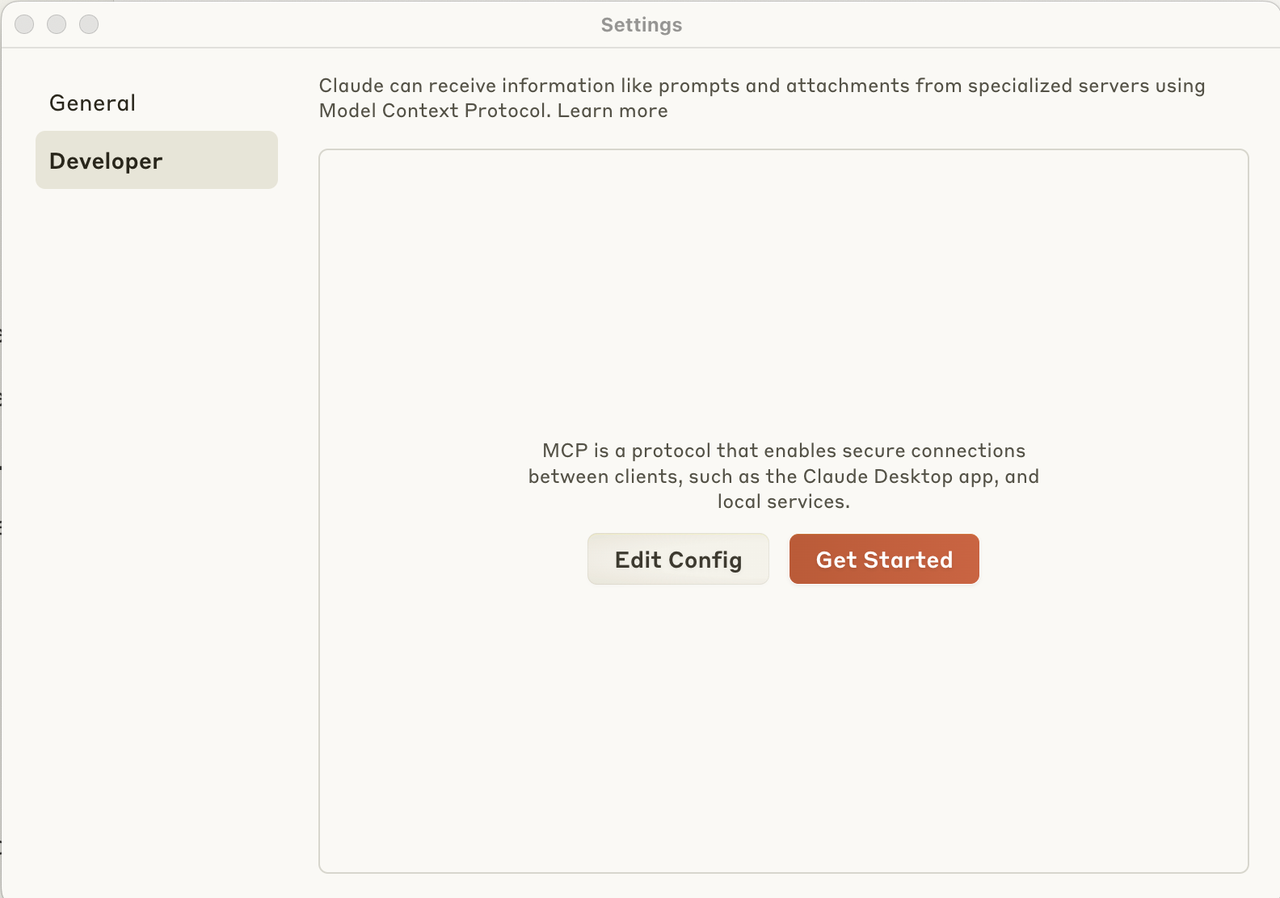 Settings
General
Developer
Claude can receive information like prompts and attachments from specialized servers using
Model Context Protocol. Learn more
MCP is a protocol that enables secure connections
between clients, such as the Claude Desktop app, and
local services.
Edit Config
Get Started